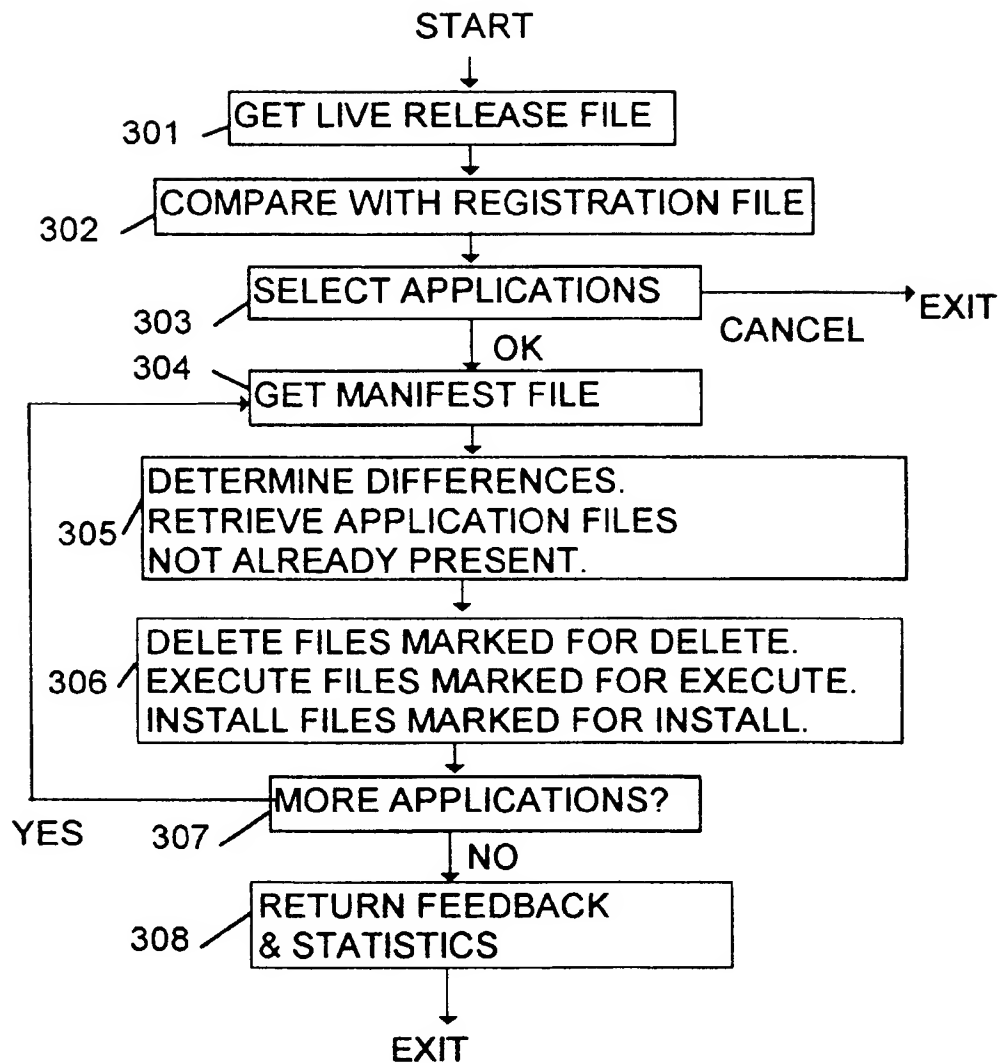 START
301
GET LIVE RELEASE FILE
302
COMPARE WITH REGISTRATION FILE
303
SELECT APPLICATIONS
CANCEL
EXIT
OK
304
GET MANIFEST FILE
305
DETERMINE DIFFERENCES.
RETRIEVE APPLICATION FILES
NOT ALREADY PRESENT.
306
DELETE FILES MARKED FOR DELETE.
EXECUTE FILES MARKED FOR EXECUTE.
INSTALL FILES MARKED FOR INSTALL.
307
MORE APPLICATIONS?
YES
NO
308
RETURN FEEDBACK
& STATISTICS
EXIT